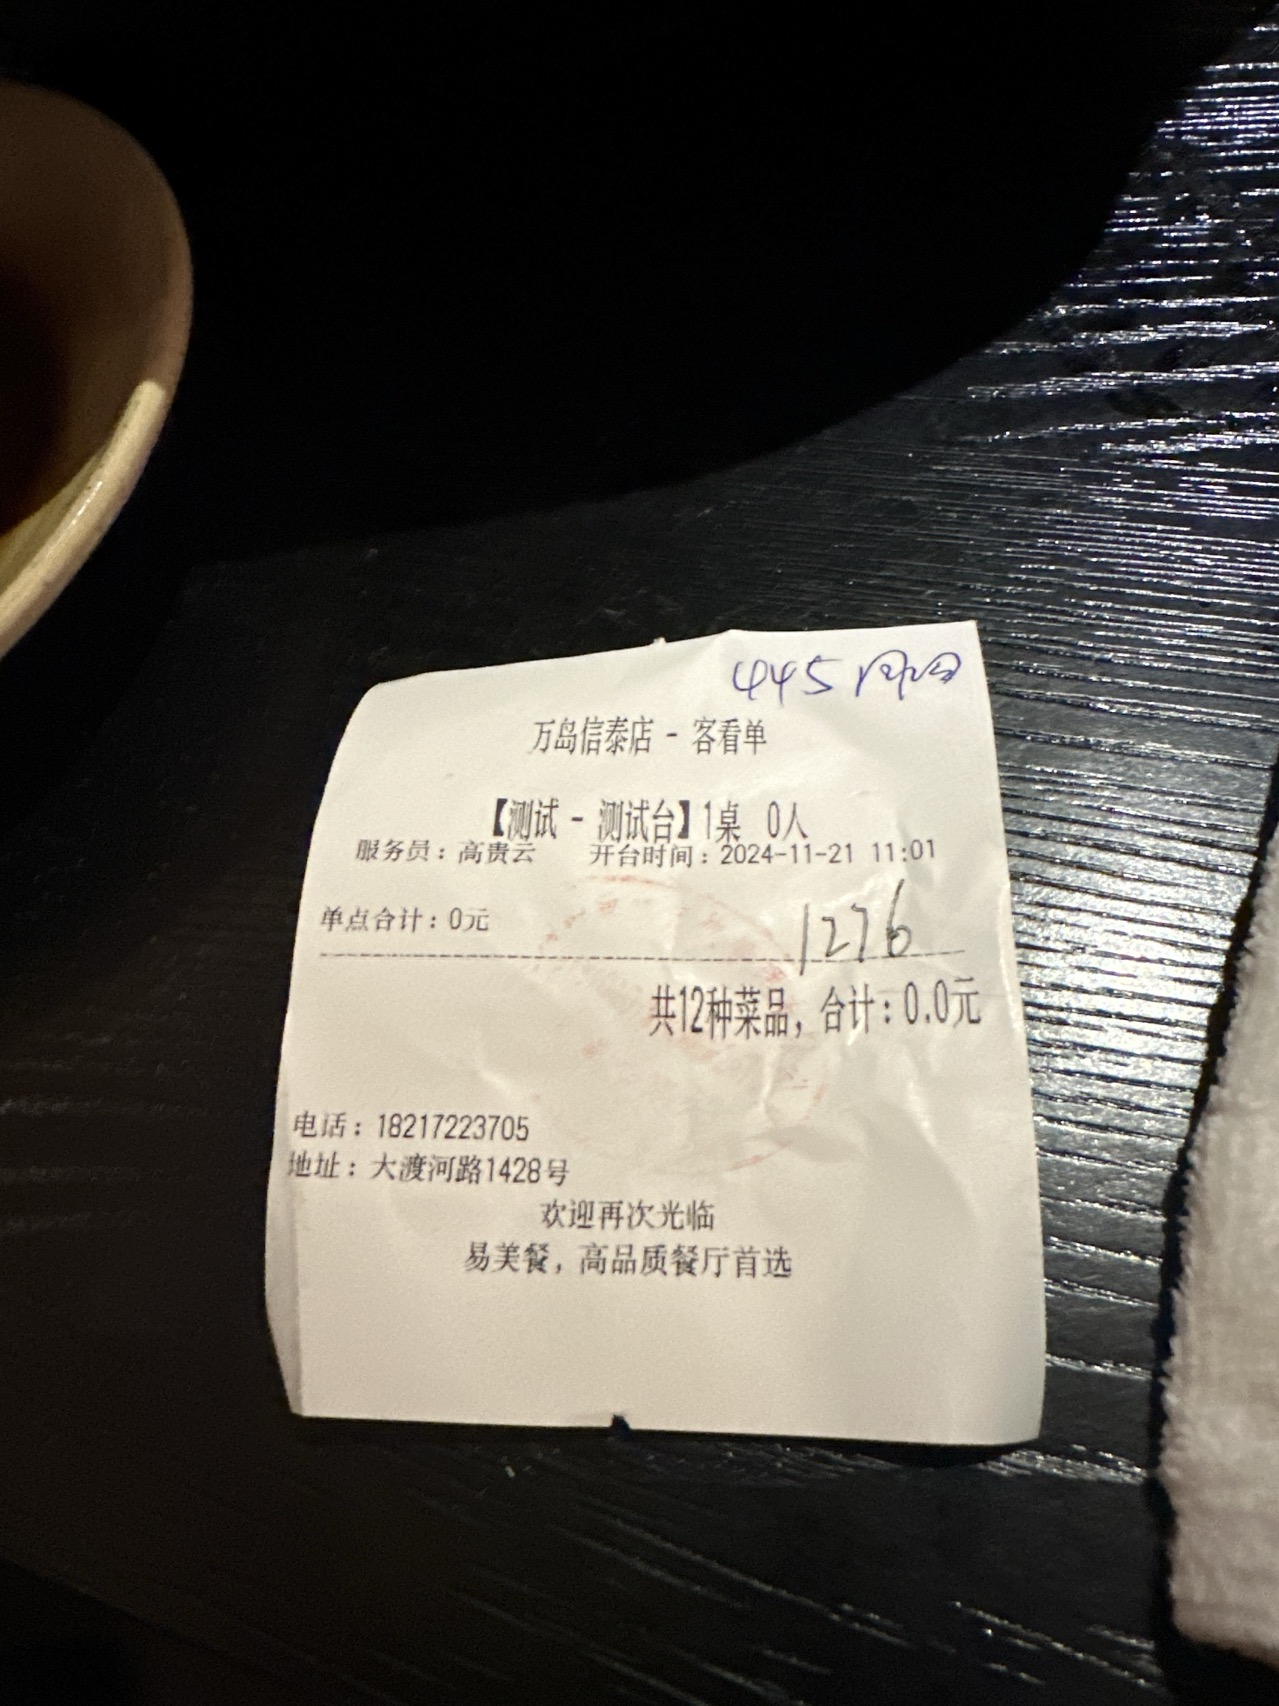 445
万岛信泰店 - 客看单
【测试 - 测试台】1桌 0人
服务员：高贵云 开台时间：2024-11-21 11:01
单点合计：0元
1276
共12种菜品，合计：0.0元
电话：18217223705
地址：大渡河路1428号
欢迎再次光临
易美餐，高品质餐厅首选